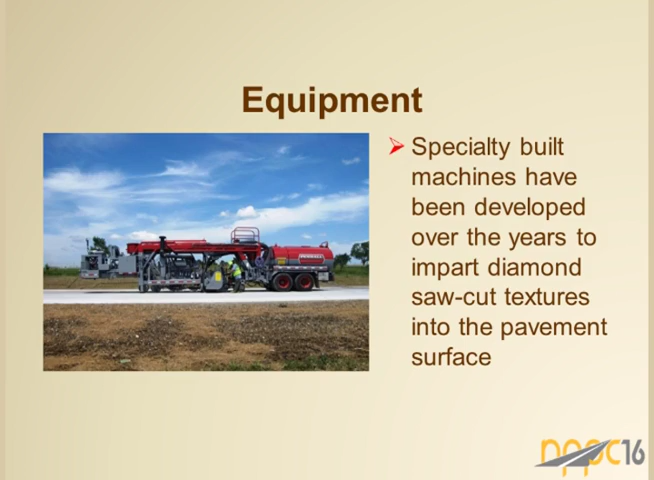 Equipment
Specialty built
machines have
been developed
over the years to
impart diamond
saw-cut textures
into the pavement
surface
nppc16